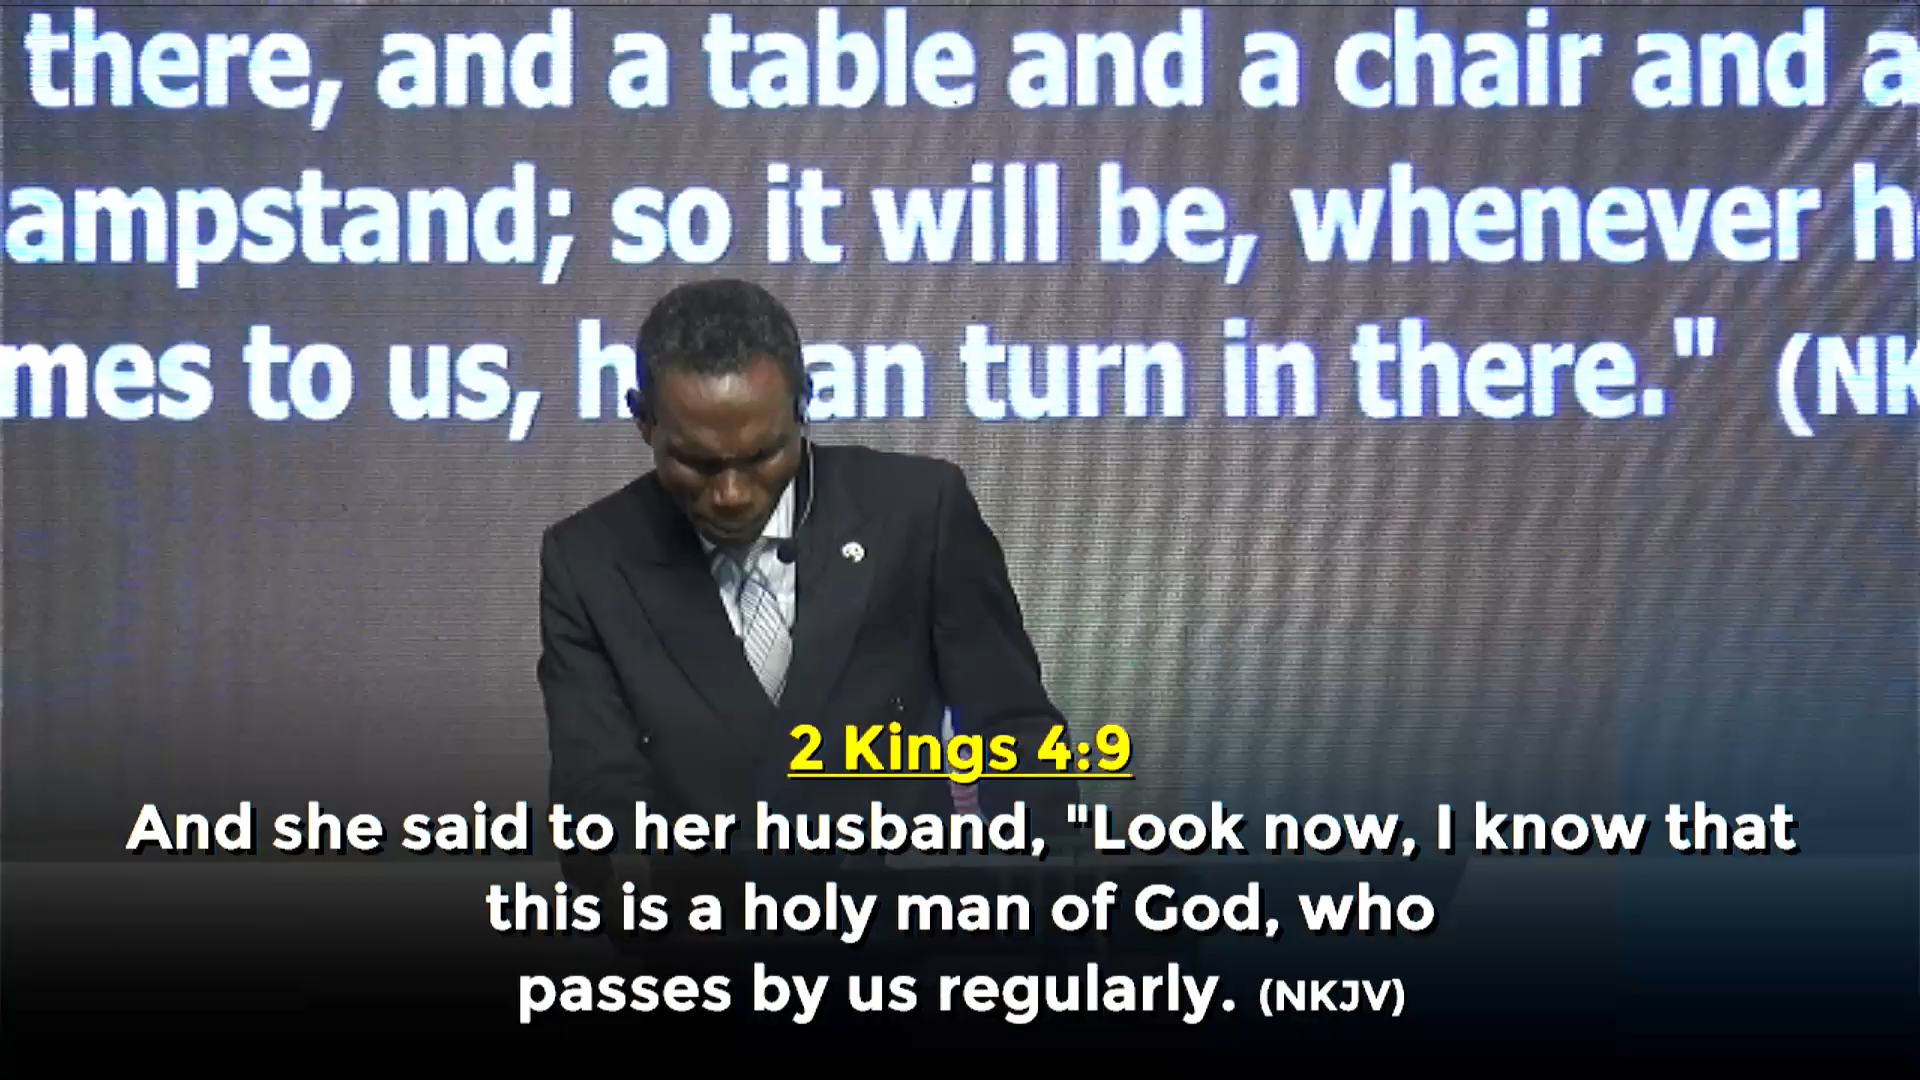 there, and a table and a chair and a
ampstand; so it will be, whenever h
mes to us, h an turn in there." (NK
2 Kings 4:9
And she said to her husband, "Look now, I know that
this is a holy man of God, who
passes by us regularly. (NKJV)